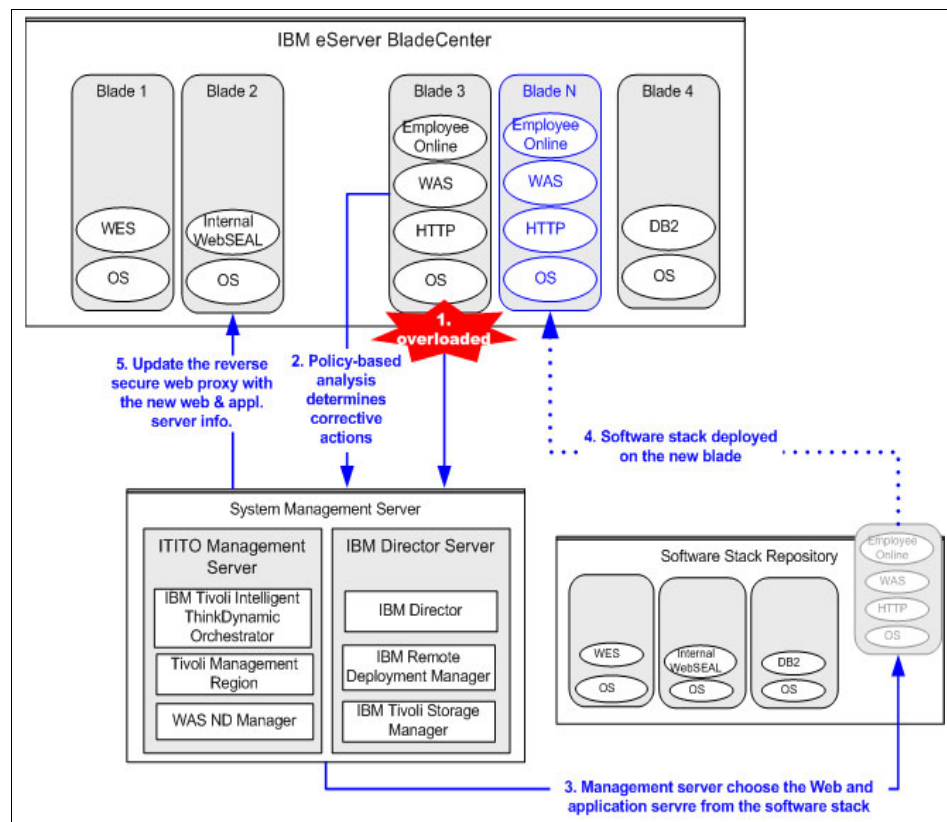 IBM eServer BladeCenter
Blade 1
WES
OS
Blade 2
Internal
WebSEAL
OS
Blade 3
Employee
Online
WAS
HTTP
OS
Blade N
Employee
Online
WAS
HTTP
OS
Blade 4
DB2
OS
1.
overloaded
5. Update the reverse
secure web proxy with
the new web & appl.
server info.
2. Policy-based
analysis
determines
corrective
actions
4. Software stack deployed
on the new blade
System Management Server
ITITO Management
Server
IBM Tivoli Intelligent
ThinkDynamic
Orchestrator
Tivoli Management
Region
WAS ND Manager
IBM Director Server
IBM Director
IBM Remote
Deployment Manager
IBM Tivoli Storage
Manager
Software Stack Repository
WES
OS
Internal
WebSEAL
OS
DB2
OS
Employee
Online
WAS
HTTP
OS
3. Management server choose the Web and
application servre from the software stack